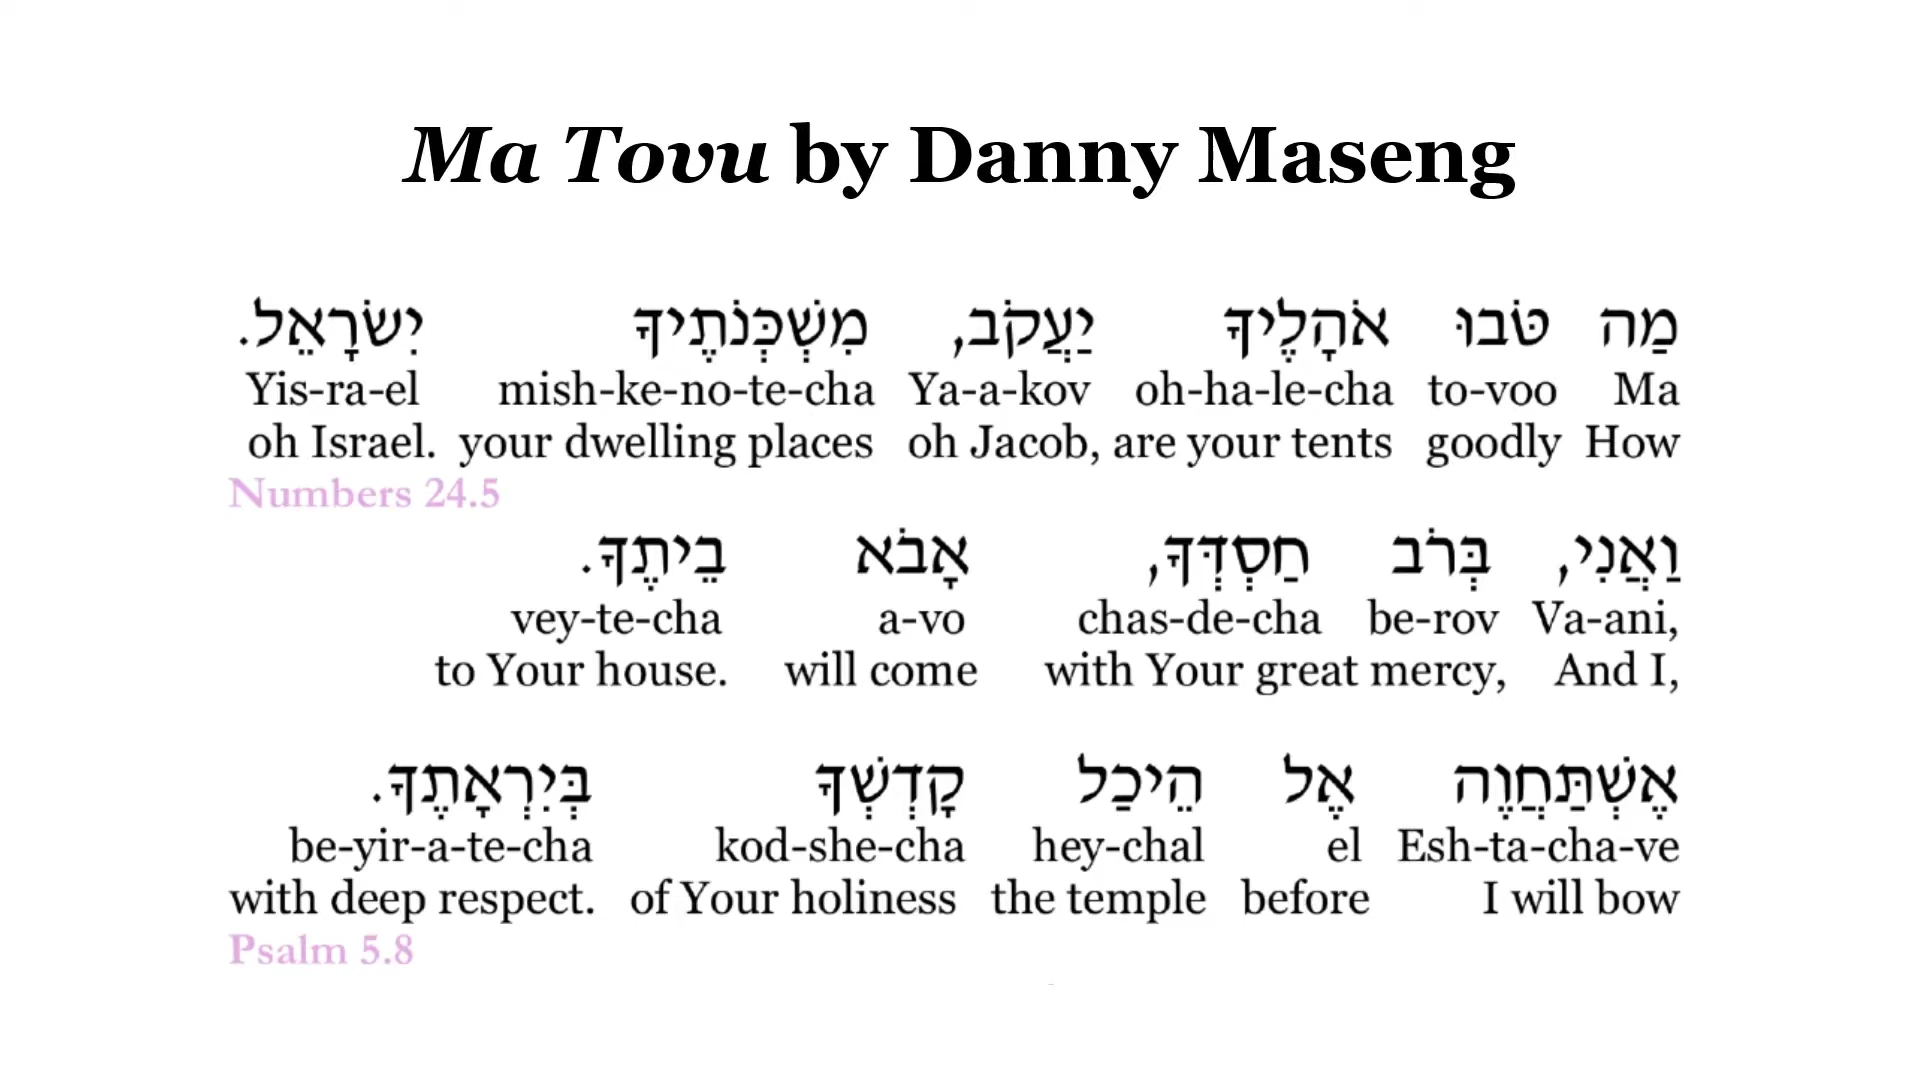 Ma Tovu by Danny Maseng
מַה טֹּבוּ אֹהָלֶיךָ יַעֲקֹב, מִשְׁכְּנֹתֶיךָ יִשְׂרָאֵל.
Yis-ra-el mish-ke-no-te-cha Ya-a-kov oh-ha-le-cha to-voo Ma
oh Israel. your dwelling places oh Jacob, are your tents goodly How
Numbers 24.5
וַאֲנִי, בְּרֹב חַסְדְּךָ, אָבֹא בֵיתֶךָ.
vey-te-cha a-vo chas-de-cha be-rov Va-ani,
to Your house. will come with Your great mercy, And I,
אֶשְׁתַּחֲוֶה אֶל הֵיכַל קָדְשְׁךָ בְּיִרְאָתֶךָ.
be-yir-a-te-cha kod-she-cha hey-chal el Esh-ta-cha-ve
with deep respect. of Your holiness the temple before I will bow
Psalm 5.8